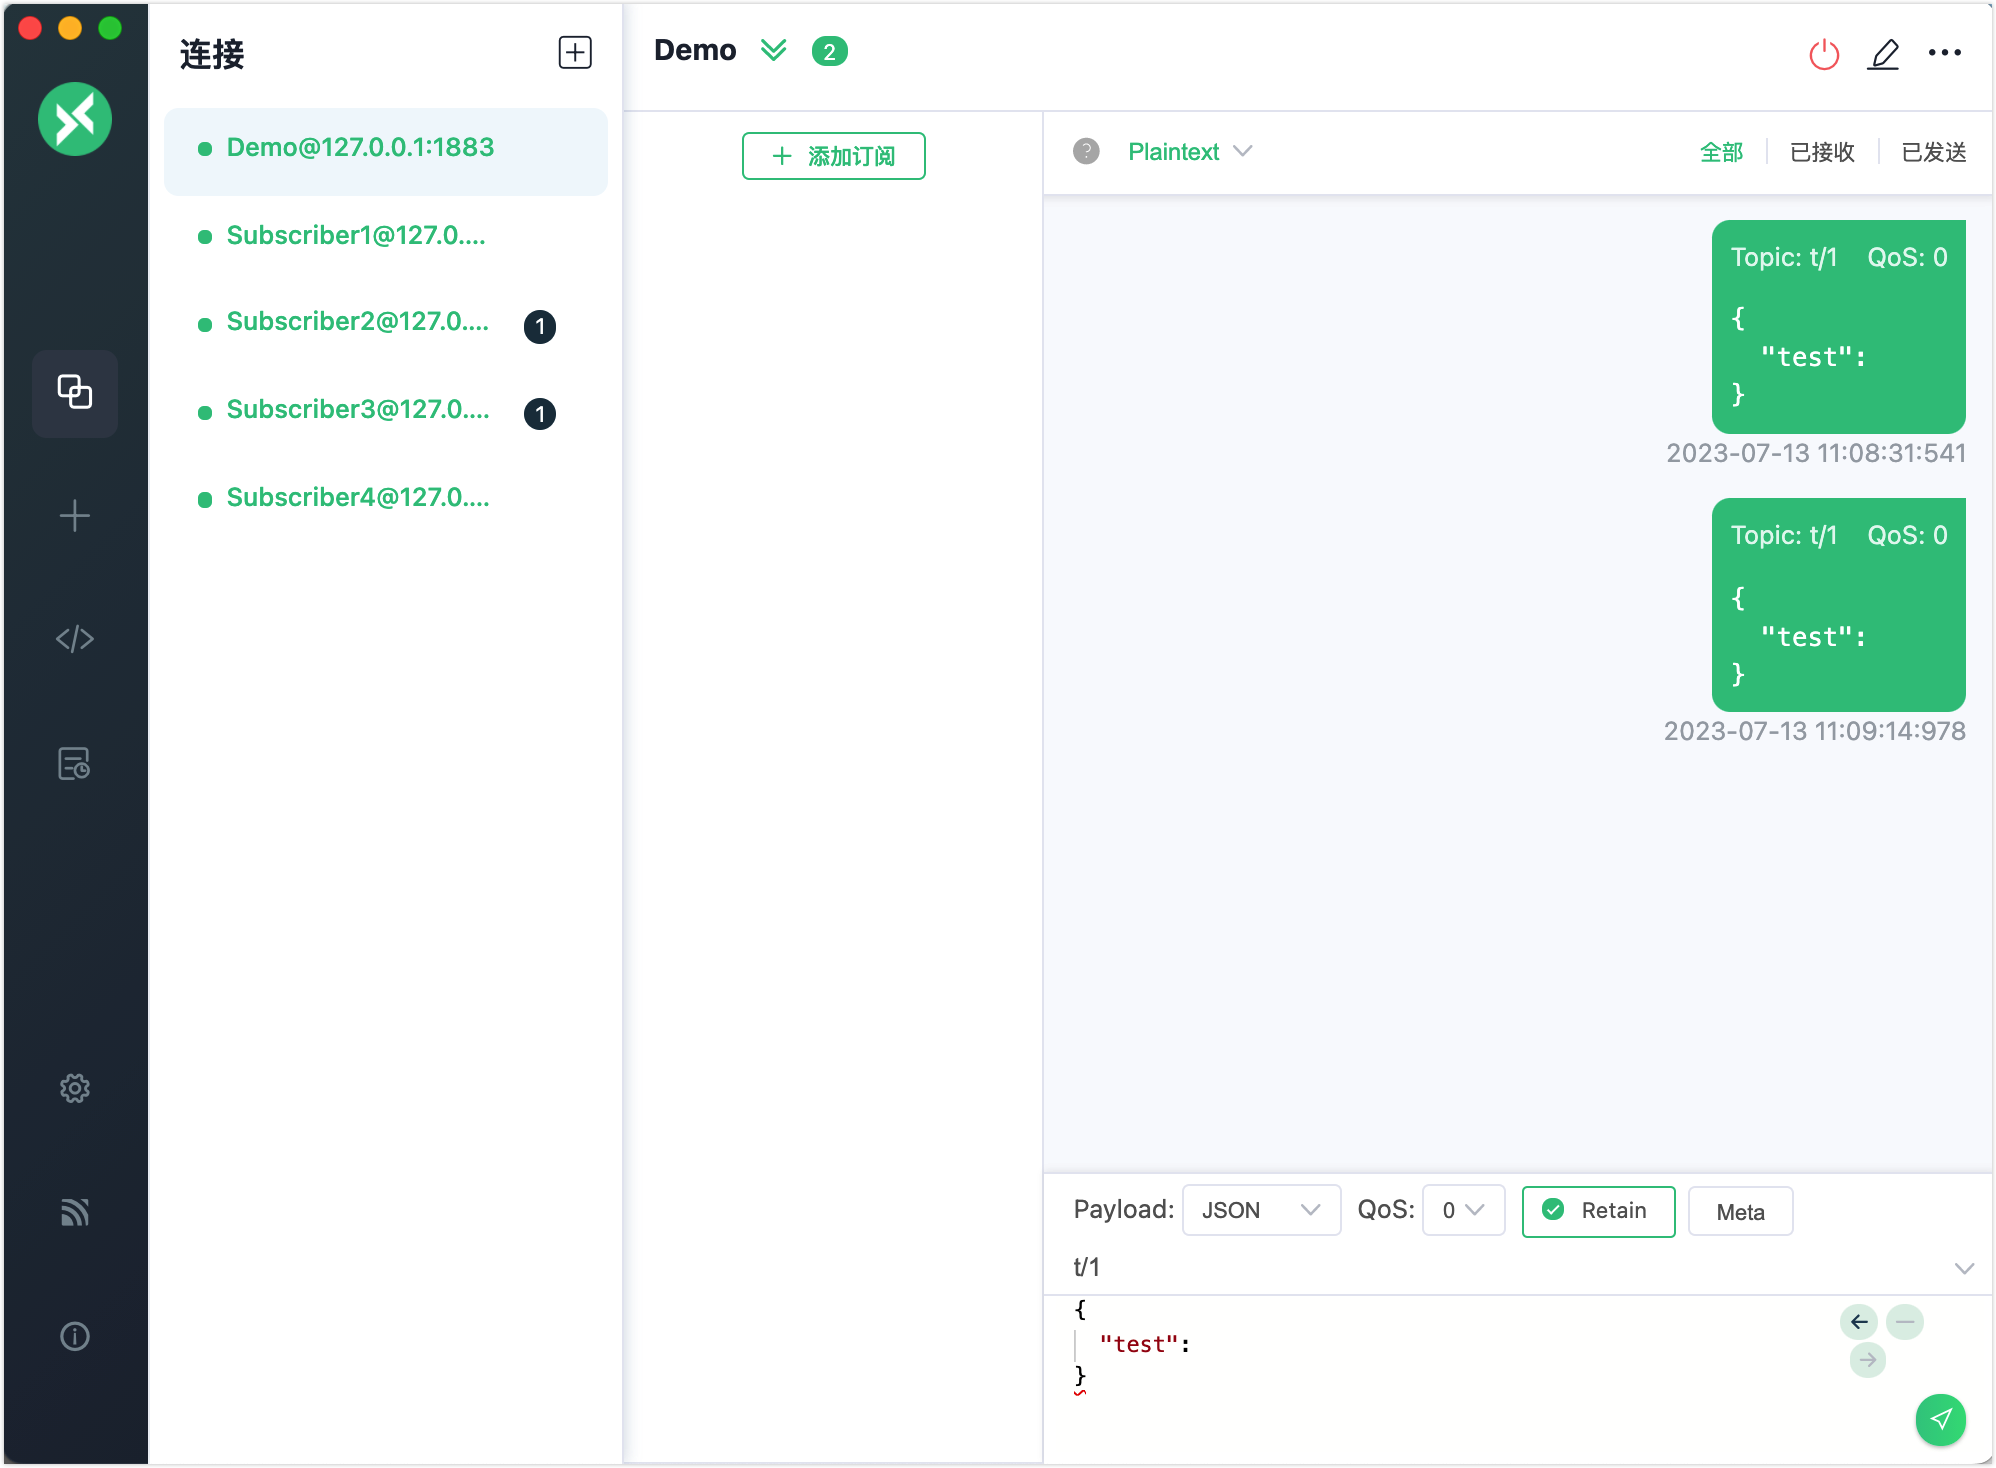 连接
Demo@127.0.0.1:1883
Subscriber1@127.0....
Subscriber2@127.0....
1
Subscriber3@127.0....
1
Subscriber4@127.0....
Demo
2
添加订阅
Plaintext
全部
已接收
已发送
Topic: t/1 QoS: 0
{
"test":
}
2023-07-13 11:08:31:541
Topic: t/1 QoS: 0
{
"test":
}
2023-07-13 11:09:14:978
Payload: JSON QoS: 0 Retain Meta
t/1
{
"test":
}